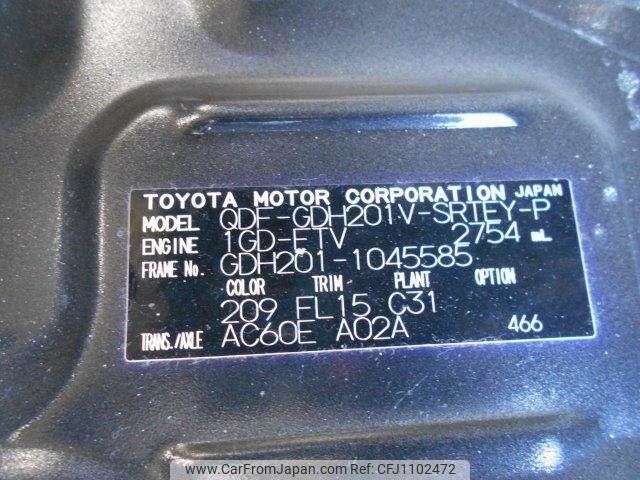 TOYOTA MOTOR CORPORATION JAPAN
MODEL QDF-GDH201V-SRTEY-P
ENGINE 1GD-FTV 2754 mL
FRAME No. GDH201-1045585
COLOR TRIM PLANT OPTION
209 FL15 C31
TRANS./AXLE AC60E A02A 466
www.CarFromJapan.com Ref No. CFJ1102472